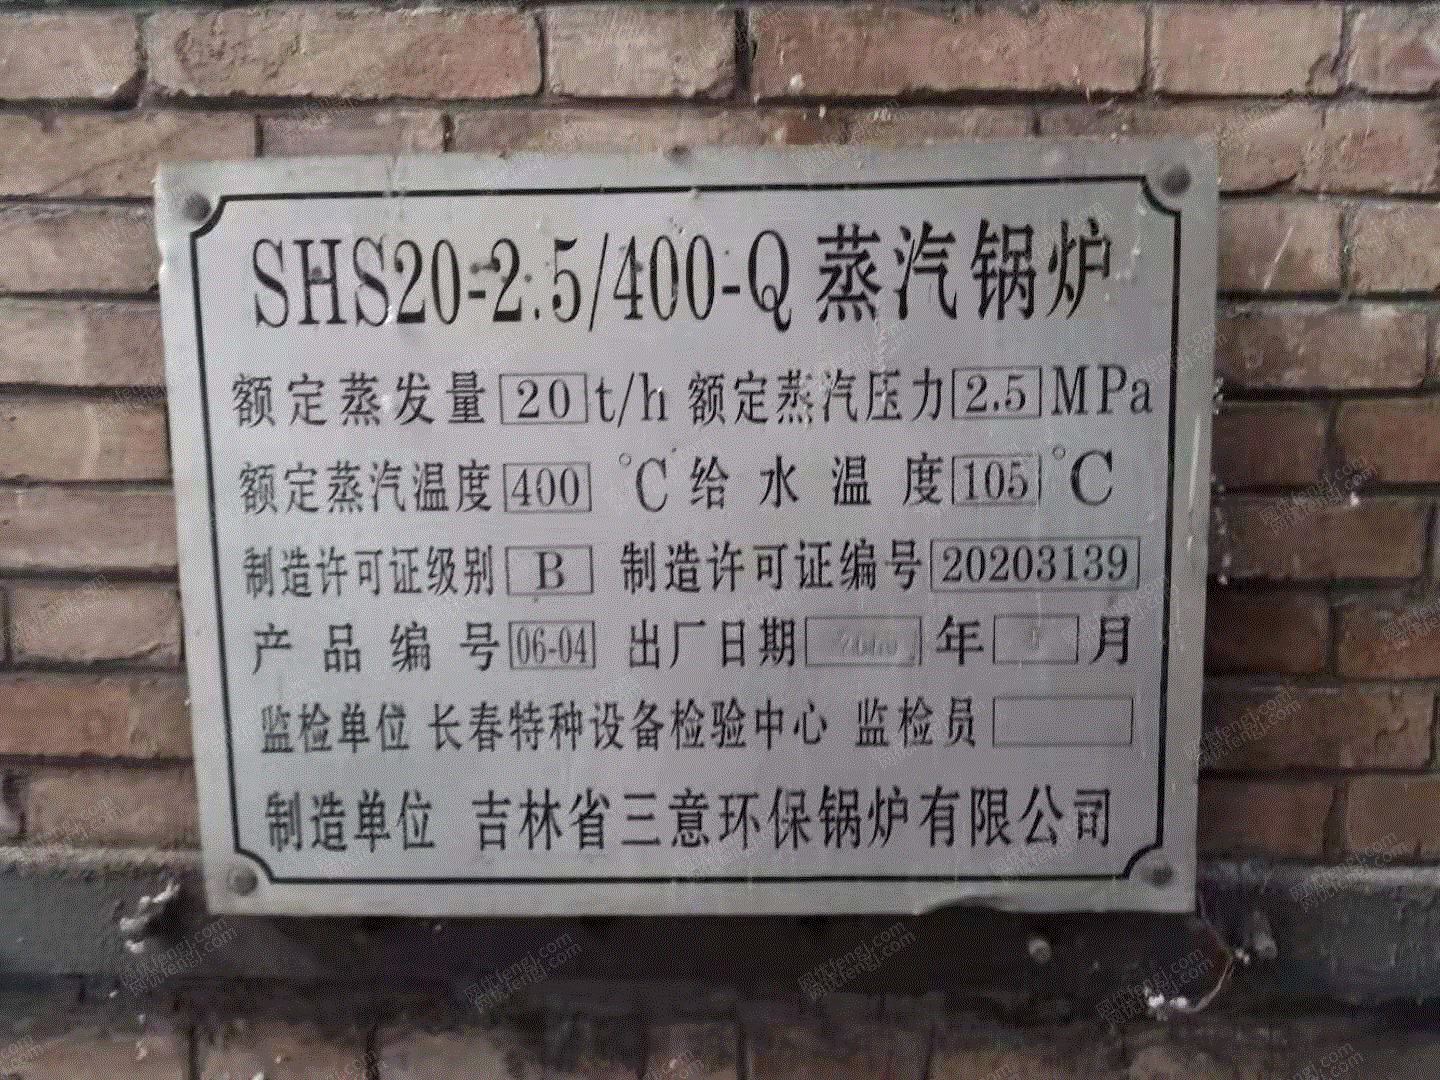 SHS20-2.5/400-Q 蒸汽锅炉
额定蒸发量 20 t/h 额定蒸汽压力 2.5 MPa
额定蒸汽温度 400 °C 给水温度 105 °C
制造许可证级别 B 制造许可证编号 20203139
产品编号 06-04 出厂日期 年 月
监检单位 长春特种设备检验中心 监检员
制造单位 吉林省三意环保锅炉有限公司